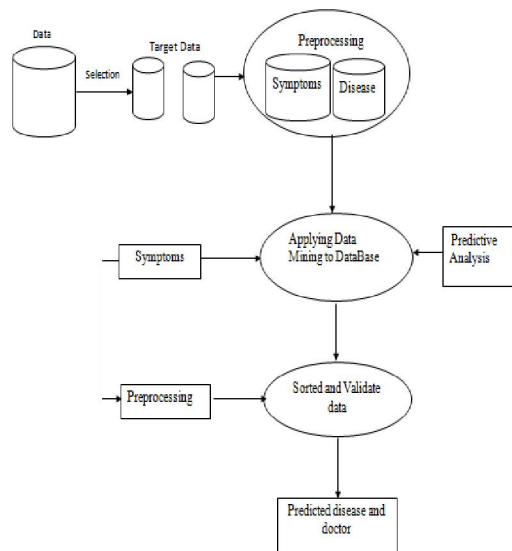 Data
Target Data
Selection
Preprocessing
Symptoms
Disease
Applying Data
Mining to DataBase
Predictive
Analysis
Symptoms
Preprocessing
Sorted and Validate
data
Predicted disease and
doctor